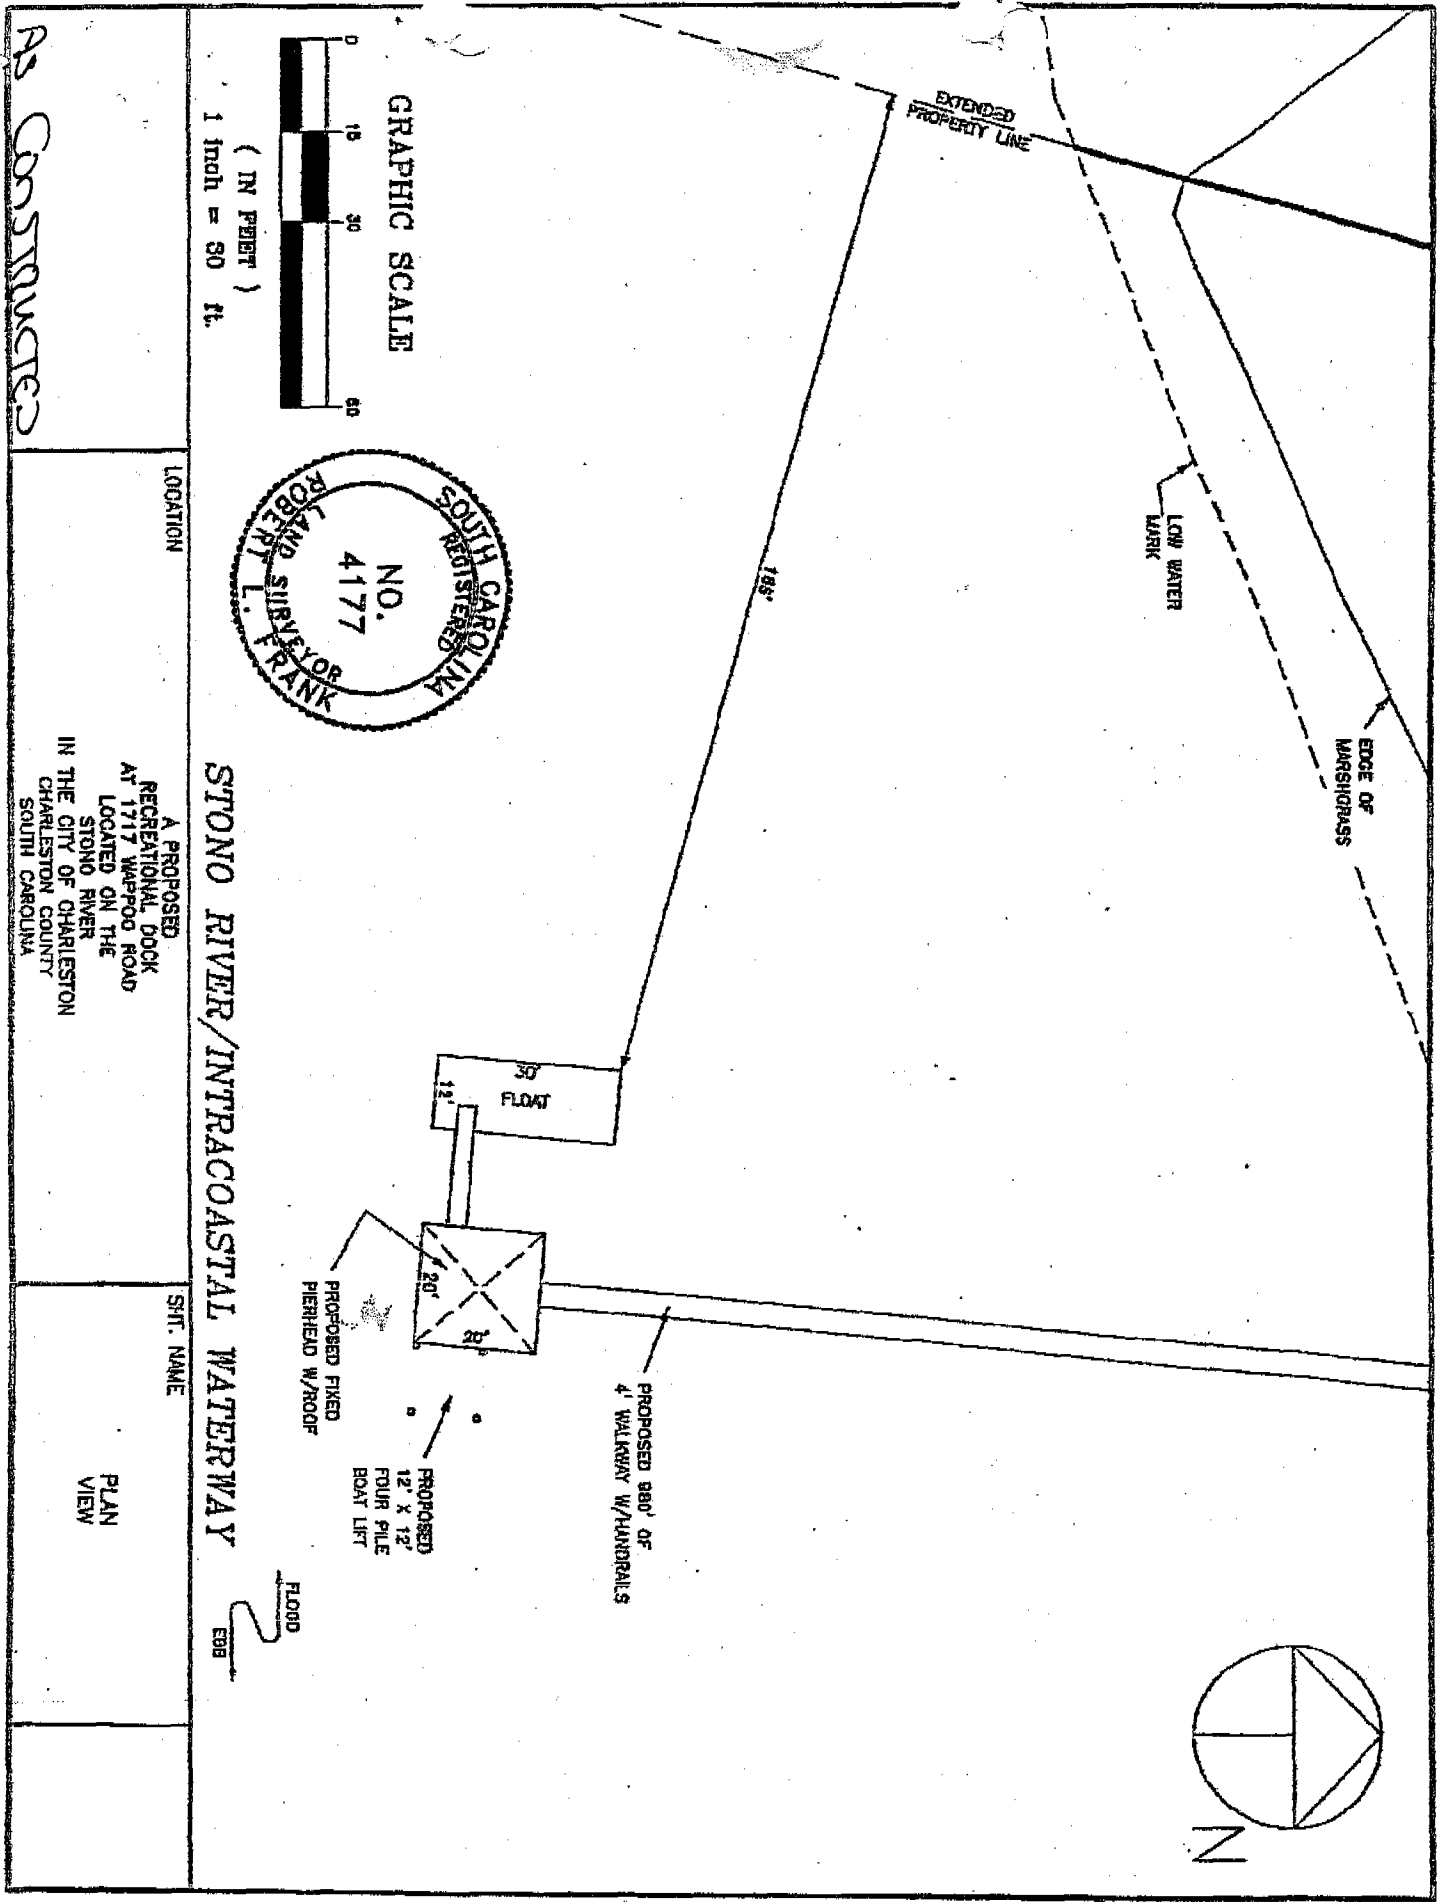 EXTENDED
PROPERTY LINE
LOW WATER
MARK
EDGE OF
MARSHGRASS
N
GRAPHIC SCALE
0 15 30 60
( IN FEET )
1 inch = 30 ft.
SOUTH CAROLINA
REGISTERED
NO.
4177
LAND SURVEYOR
ROBERT L. FRANK
30'
FLOAT
12'
20'
20'
PROPOSED 980' OF
4' WALKWAY W/HANDRAILS
PROPOSED FIXED
PIERHEAD W/ROOF
PROPOSED
12' X 12'
FOUR PILE
BOAT LIFT
FLOOD
EBB
STONO RIVER/INTRACOASTAL WATERWAY
As CONSTRUCTED
LOCATION
A PROPOSED
RECREATIONAL DOCK
AT 1717 WAPPOO ROAD
LOCATED ON THE
STONO RIVER
IN THE CITY OF CHARLESTON
CHARLESTON COUNTY
SOUTH CAROLINA
SHT. NAME
PLAN
VIEW